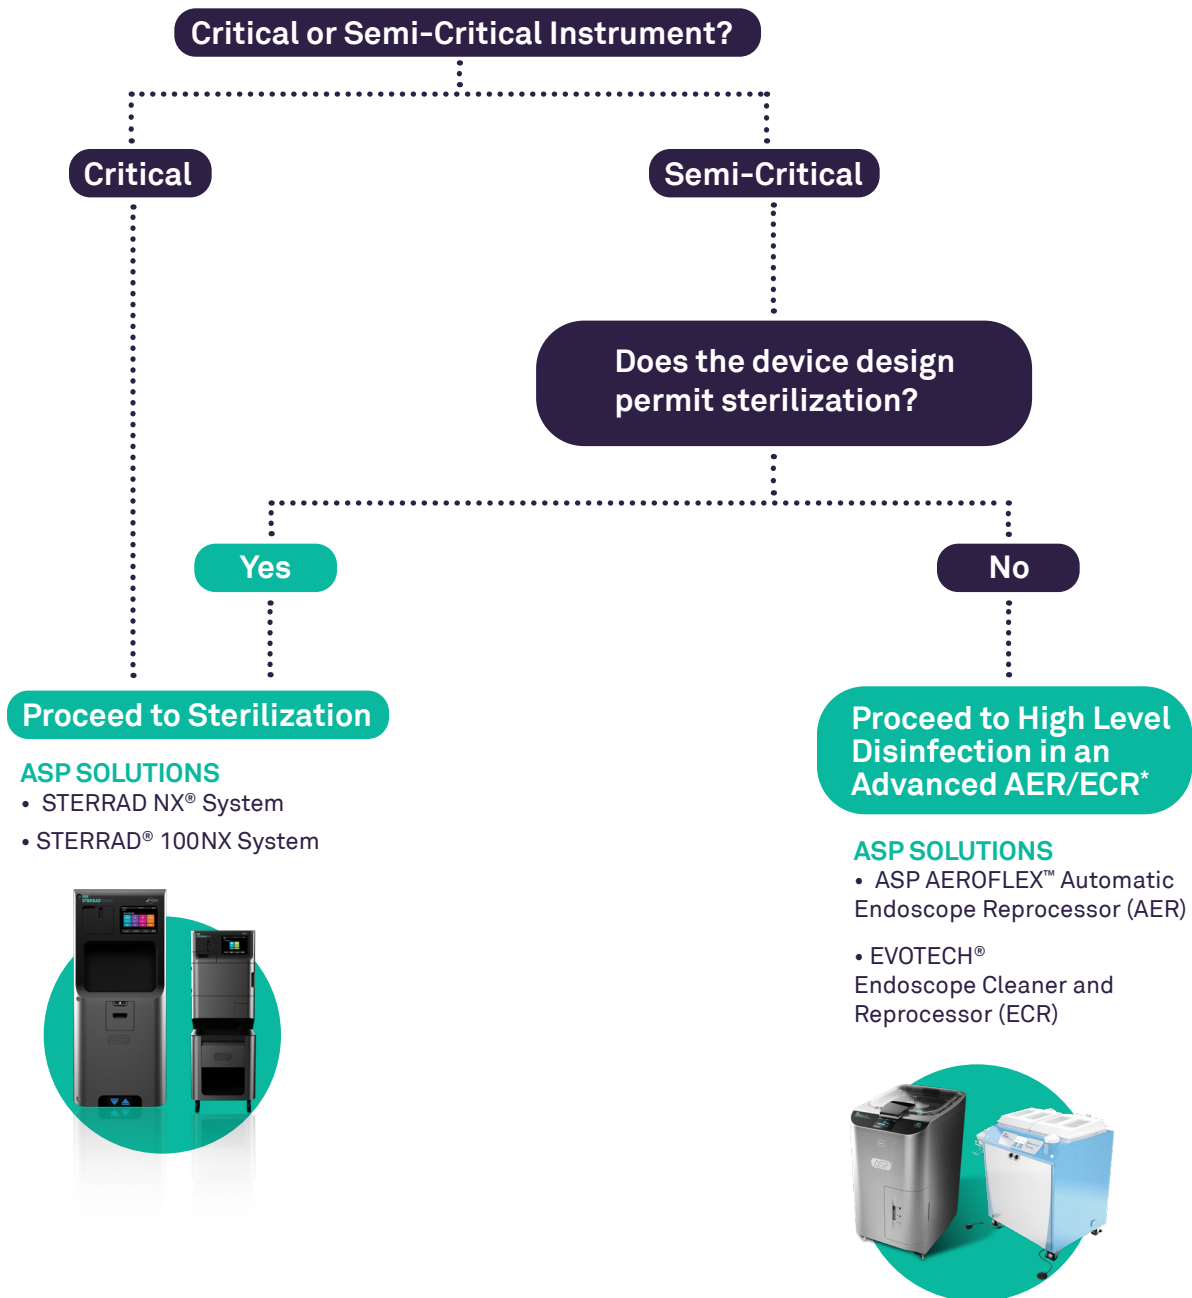 Critical or Semi-Critical Instrument?
Critical
Semi-Critical
Does the device design
permit sterilization?
Yes
No
Proceed to Sterilization
ASP SOLUTIONS
• STERRAD NX® System
• STERRAD® 100NX System
Proceed to High Level
Disinfection in an
Advanced AER/ECR*
ASP SOLUTIONS
• ASP AEROFLEX™ Automatic
Endoscope Reprocessor (AER)
• EVOTECH®
Endoscope Cleaner and
Reprocessor (ECR)
STERRAD